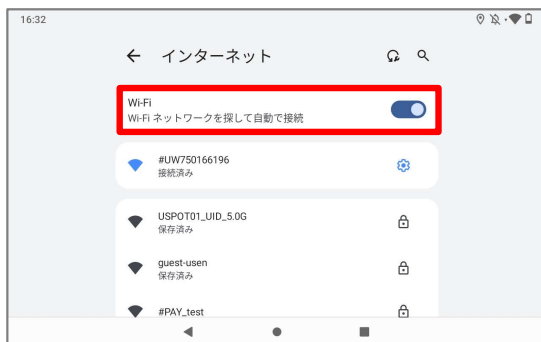 16:32
インターネット
Wi-Fi
Wi-Fi ネットワークを探して自動で接続
#UW750166196
接続済み
USPOT01_UID_5.0G
保存済み
guest-usen
保存済み
#PAY_test